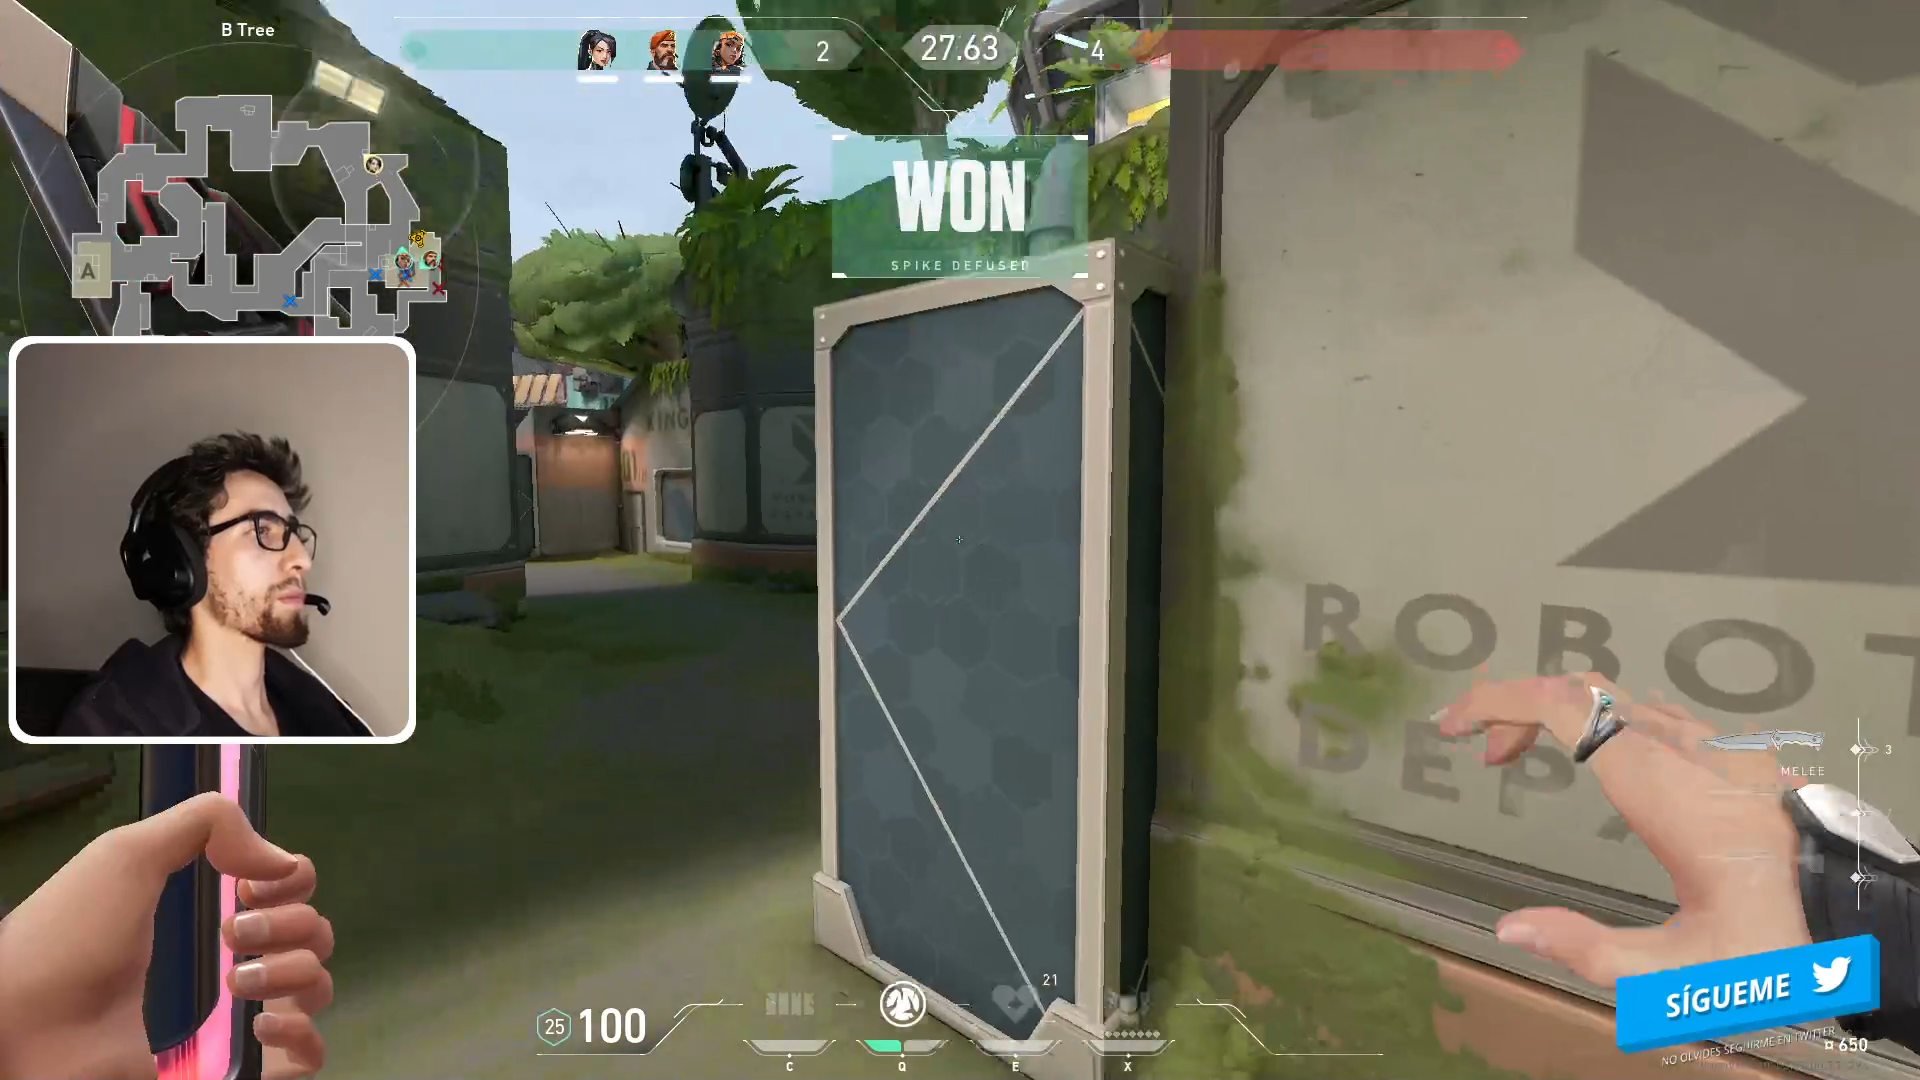 B Tree
2
27.63
4
WON
SPIKE DEFUSED
A
KING
ROBOT
DEP
3
MELEE
21
25
100
C
Q
E
X
SÍGUEME
NO OLVIDES SEGUIRME EN TWITTER
650